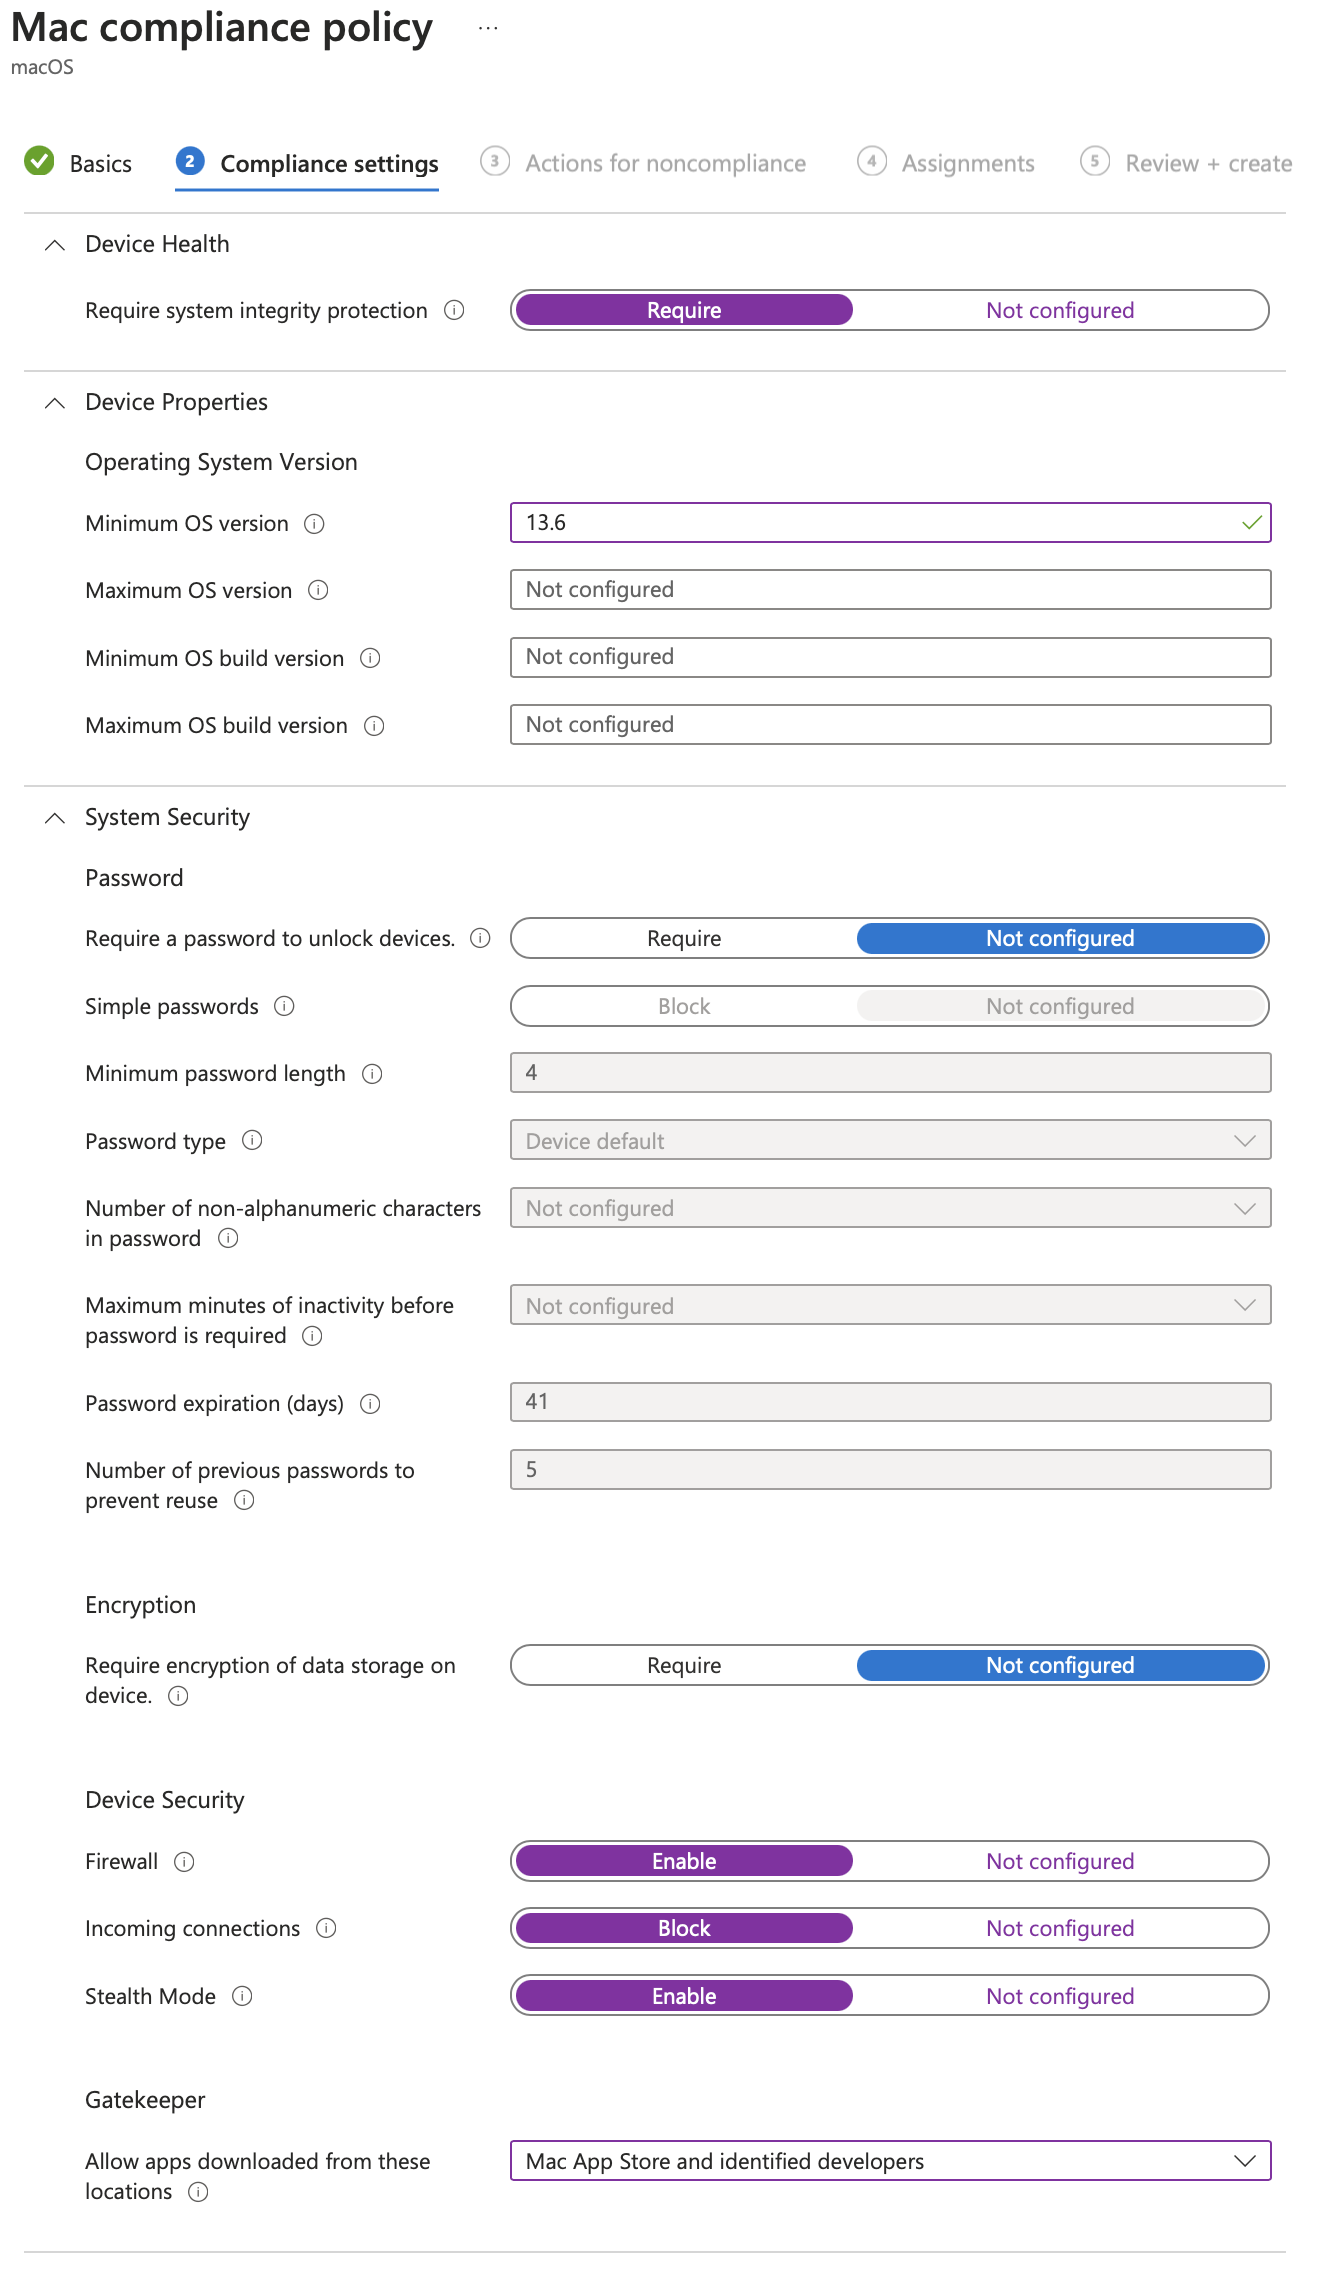 Mac compliance policy ...
macOS
Basics 2 Compliance settings 3 Actions for noncompliance 4 Assignments 5 Review + create
Device Health
Require system integrity protection Require Not configured
Device Properties
Operating System Version
Minimum OS version 13.6
Maximum OS version Not configured
Minimum OS build version Not configured
Maximum OS build version Not configured
System Security
Password
Require a password to unlock devices. Require Not configured
Simple passwords Block Not configured
Minimum password length 4
Password type Device default
Number of non-alphanumeric characters Not configured
in password
Maximum minutes of inactivity before Not configured
password is required
Password expiration (days) 41
Number of previous passwords to 5
prevent reuse
Encryption
Require encryption of data storage on Require Not configured
device.
Device Security
Firewall Enable Not configured
Incoming connections Block Not configured
Stealth Mode Enable Not configured
Gatekeeper
Allow apps downloaded from these Mac App Store and identified developers
locations